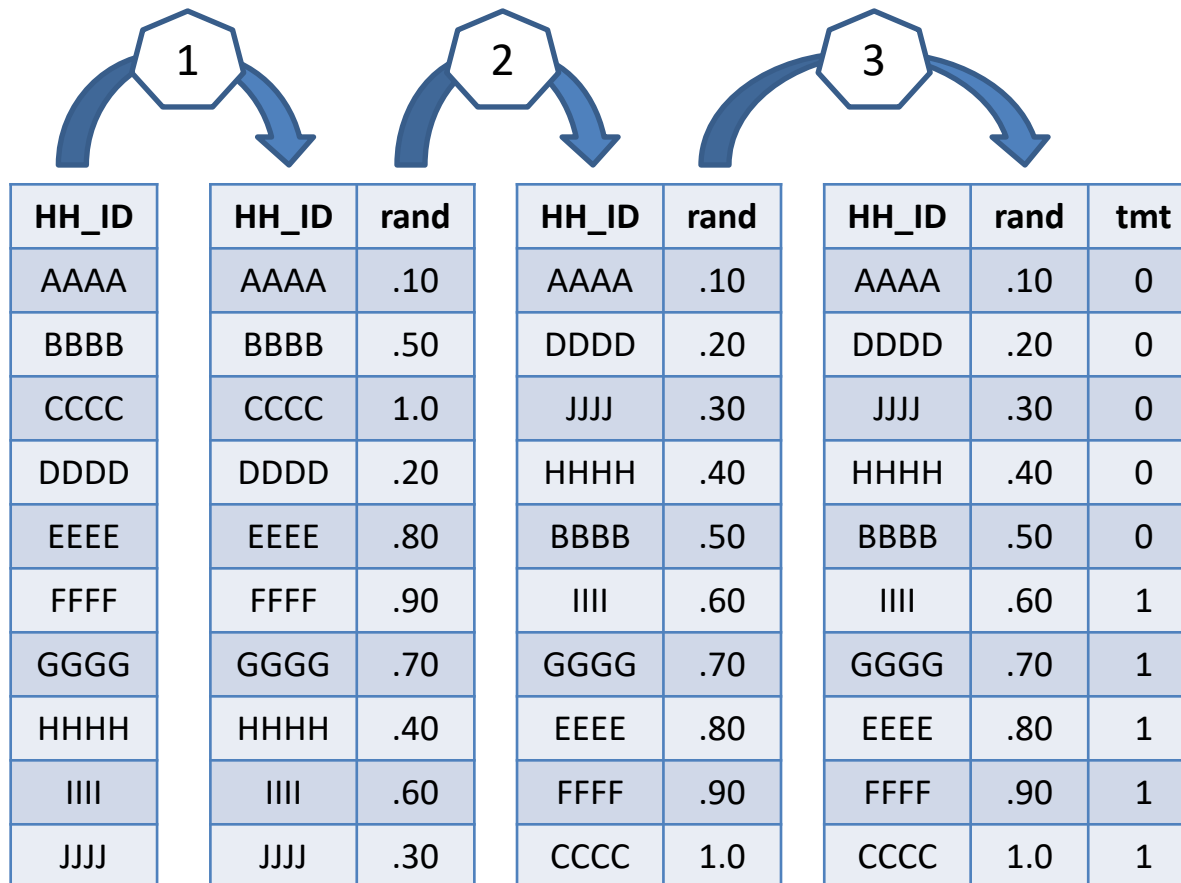 1 2 3
HH_ID HH_ID rand HH_ID rand HH_ID rand tmt
AAAA AAAA .10 AAAA .10 AAAA .10 0
BBBB BBBB .50 DDDD .20 DDDD .20 0
CCCC CCCC 1.0 JJJJ .30 JJJJ .30 0
DDDD DDDD .20 HHHH .40 HHHH .40 0
EEEE EEEE .80 BBBB .50 BBBB .50 0
FFFF FFFF .90 IIII .60 IIII .60 1
GGGG GGGG .70 GGGG .70 GGGG .70 1
HHHH HHHH .40 EEEE .80 EEEE .80 1
IIII IIII .60 FFFF .90 FFFF .90 1
JJJJ JJJJ .30 CCCC 1.0 CCCC 1.0 1